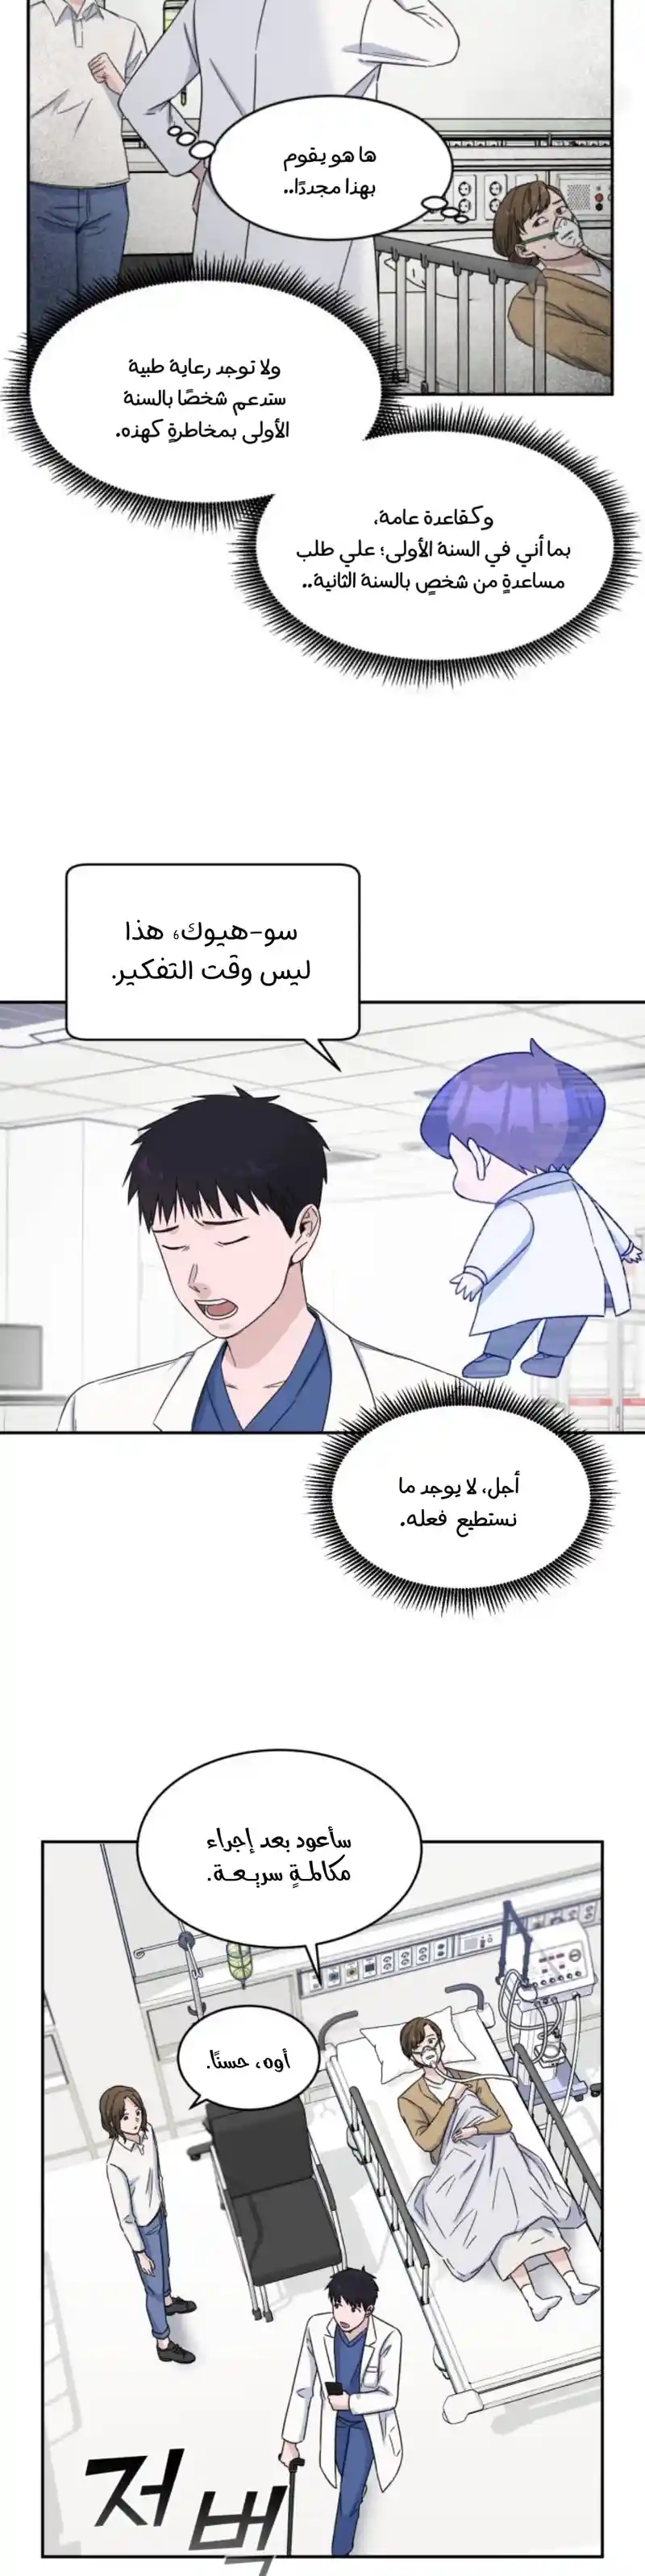 ها هو يقوم
بهذا مجددًا..
ولا توجد رعاية طبية
ستدعم شخصًا بالسنة
الأولى بمخاطرةٍ كهذه.
وكقاعدة عامة،
بما أني في السنة الأولى؛ علي طلب
مساعدةٍ من شخصٍ بالسنة الثانية..
سو-هيوك، هذا
ليس وقت التفكير.
أجل، لا يوجد ما
نستطيع فعله.
سأعود بعد إجراء
مكالمةٍ سريعة.
أوه، حسنًا.
저벅